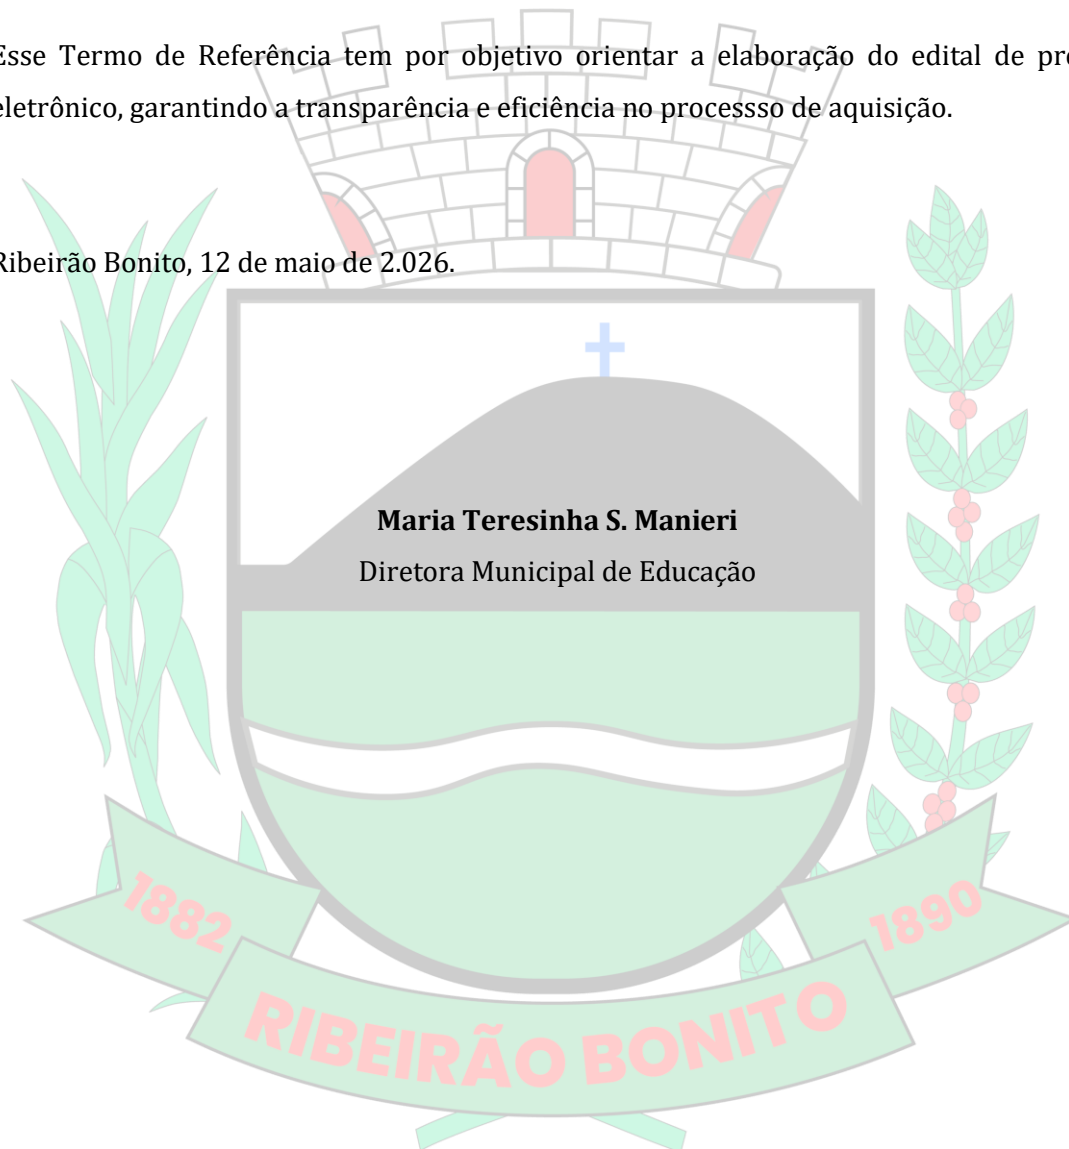 Esse Termo de Referência tem por objetivo orientar a elaboração do edital de
eletrônico, garantindo a transparência e eficiência no processso de aquisição.
Ribeirão Bonito, 12 de maio de 2.026.
Maria Teresinha S. Manieri
Diretora Municipal de Educação
1882
1890
RIBEIRÃO BONITO